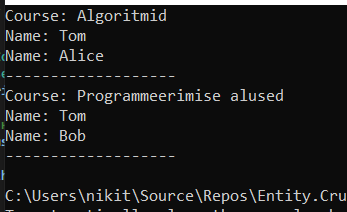 Course: Algoritmid
Name: Tom
Name: Alice
-------------------
Course: Programmeerimise alused
Name: Tom
Name: Bob
-------------------
C:\Users\nikit\Source\Repos\Entity.Cru